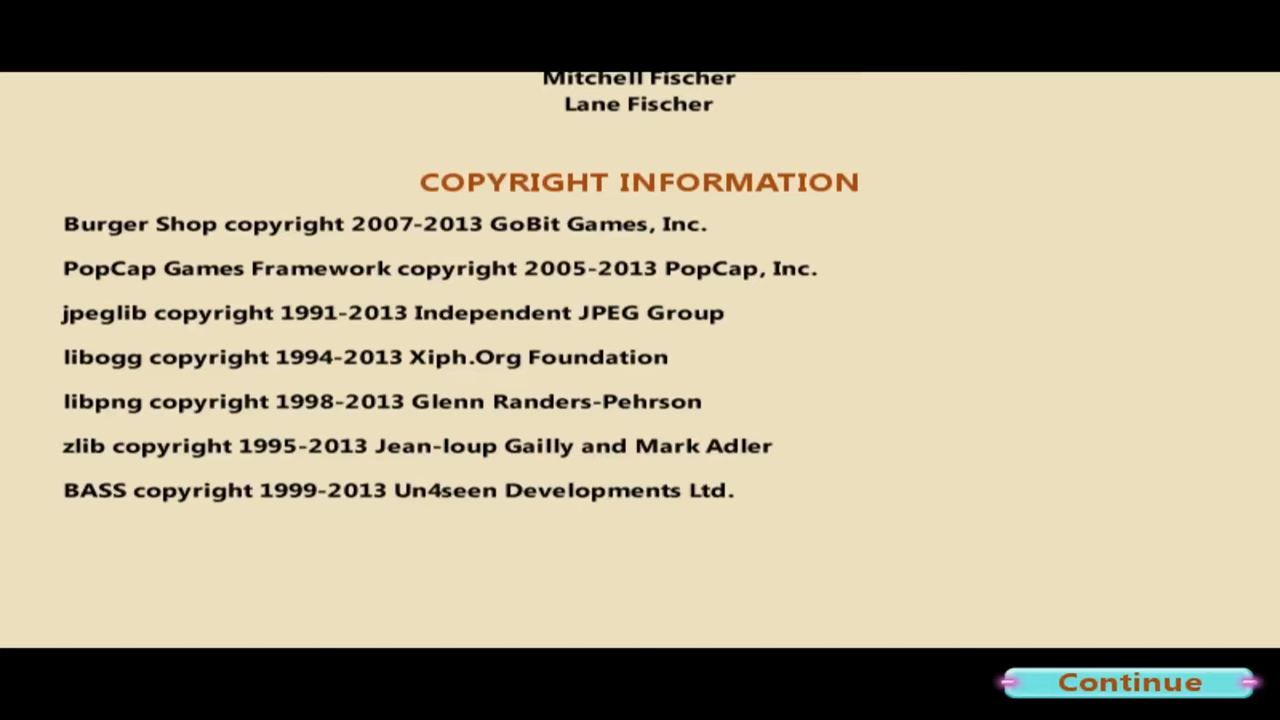 Mitchell Fischer
Lane Fischer
COPYRIGHT INFORMATION
Burger Shop copyright 2007-2013 GoBit Games, Inc.
PopCap Games Framework copyright 2005-2013 PopCap, Inc.
jpeglib copyright 1991-2013 Independent JPEG Group
libogg copyright 1994-2013 Xiph.Org Foundation
libpng copyright 1998-2013 Glenn Randers-Pehrson
zlib copyright 1995-2013 Jean-loup Gailly and Mark Adler
BASS copyright 1999-2013 Un4seen Developments Ltd.
Continue